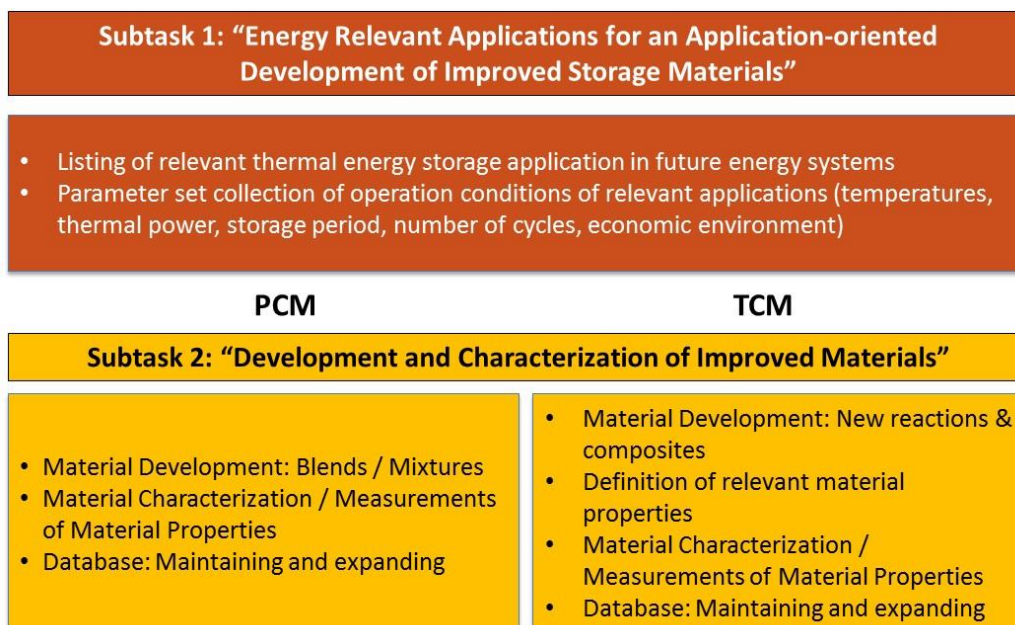 Subtask 1: “Energy Relevant Applications for an Application-oriented
Development of Improved Storage Materials”
• Listing of relevant thermal energy storage application in future energy systems
• Parameter set collection of operation conditions of relevant applications (temperatures,
thermal power, storage period, number of cycles, economic environment)
PCM
TCM
Subtask 2: “Development and Characterization of Improved Materials”
• Material Development: Blends / Mixtures
• Material Characterization / Measurements
of Material Properties
• Database: Maintaining and expanding
• Material Development: New reactions &
composites
• Definition of relevant material
properties
• Material Characterization /
Measurements of Material Properties
• Database: Maintaining and expanding